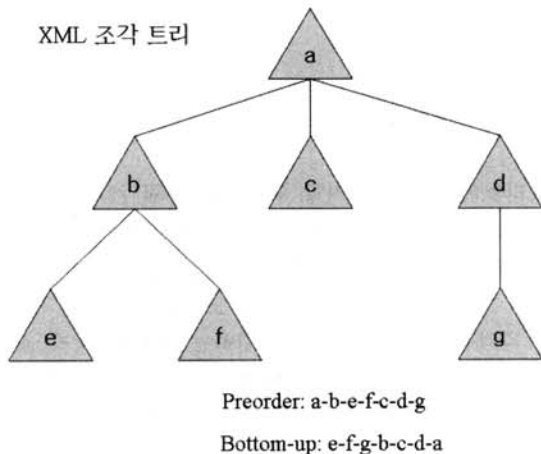 XML 조각 트리
a
b
c
d
e
f
g
Preorder: a-b-e-f-c-d-g
Bottom-up: e-f-g-b-c-d-a